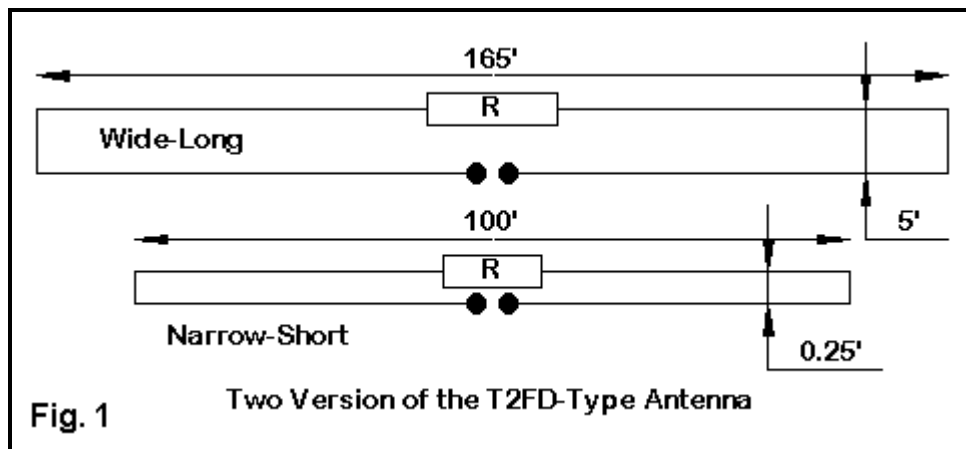 165'
R
Wide-Long
5'
100'
R
Narrow-Short
0.25'
Two Version of the T2FD-Type Antenna
Fig. 1